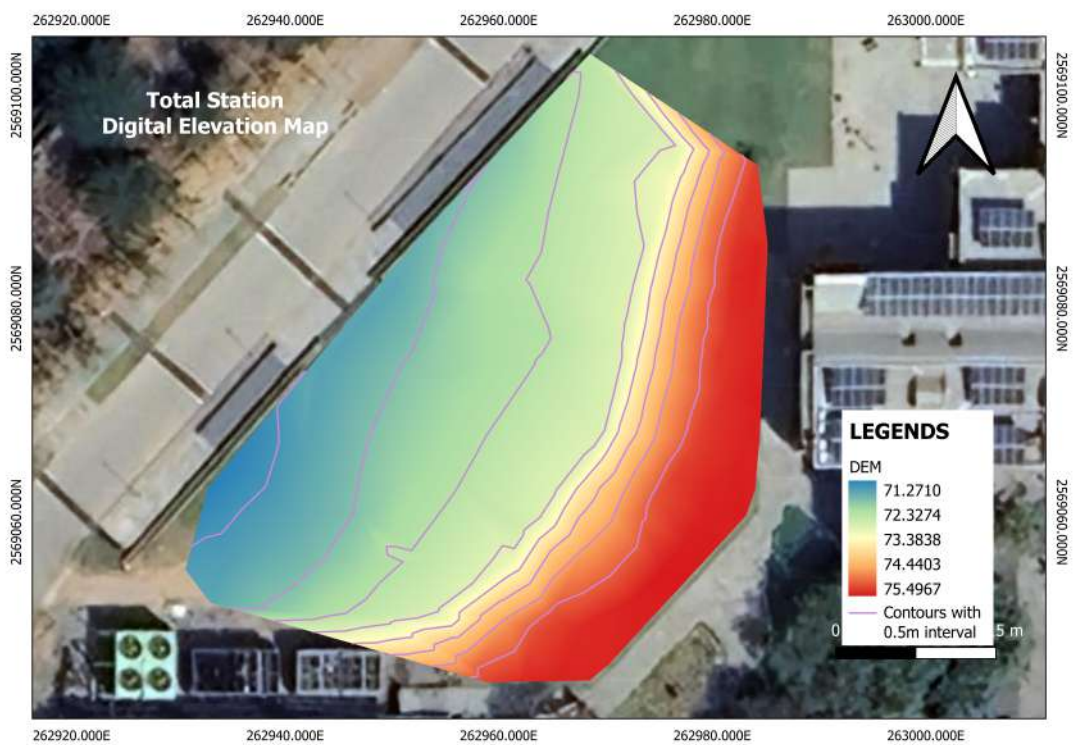 262920.000E 262940.000E 262960.000E 262980.000E 263000.000E
2569100.000N
2569100.000N
Total Station
Digital Elevation Map
2569080.000N
2569080.000N
LEGENDS
DEM
71.2710
72.3274
73.3838
74.4403
75.4967
Contours with
0.5m interval
2569060.000N
2569060.000N
0
5 m
262920.000E 262940.000E 262960.000E 262980.000E 263000.000E